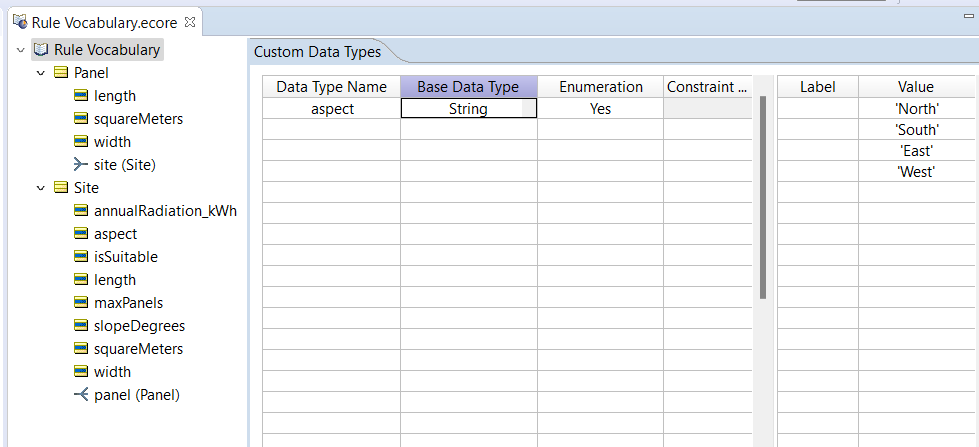 Rule Vocabulary.ecore
Rule Vocabulary
Panel
length
squareMeters
width
site (Site)
Site
annualRadiation_kWh
aspect
isSuitable
length
maxPanels
slopeDegrees
squareMeters
width
panel (Panel)
Custom Data Types
Data Type Name Base Data Type Enumeration Constraint ... Label Value
aspect String Yes 'North'
'South'
'East'
'West'